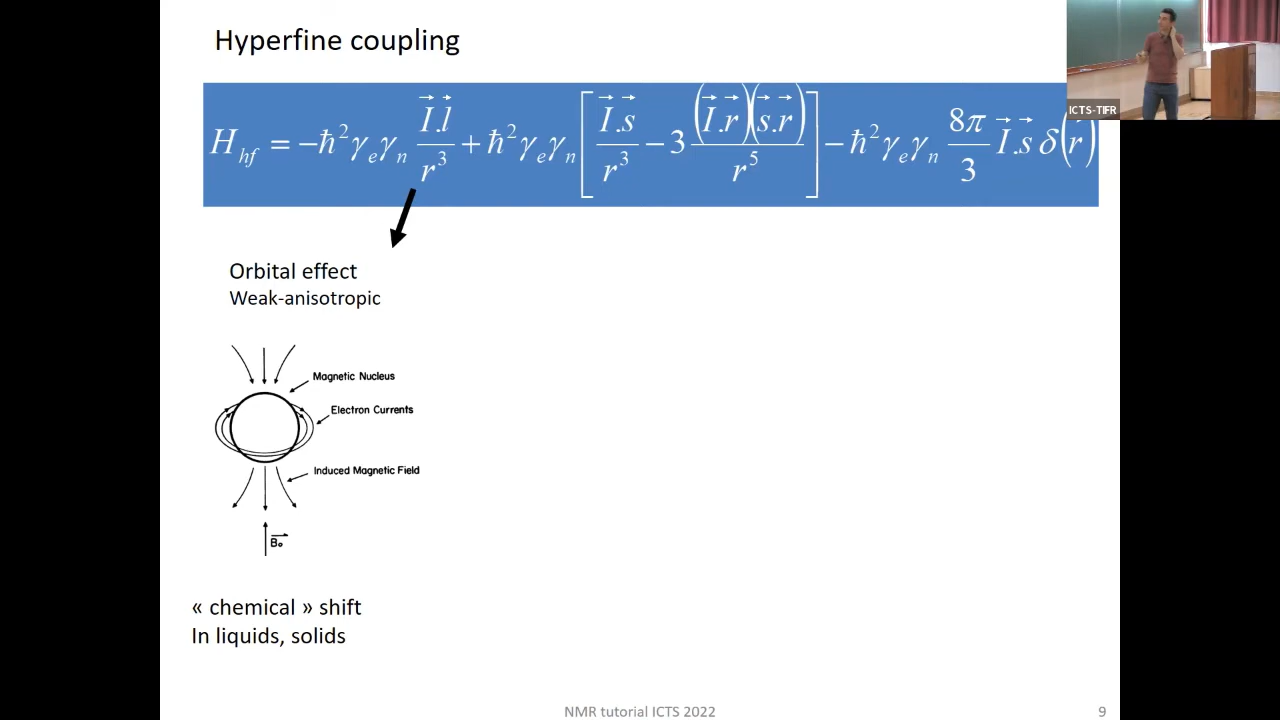 Hyperfine coupling
H_hf = −ħ²γ_eγ_n (I⃗.l⃗)/r³ + ħ²γ_eγ_n [ (I⃗.s⃗)/r³ − 3 (I⃗.r⃗)(s⃗.r⃗)/r⁵ ] − ħ²γ_eγ_n (8π/3) I⃗.s⃗ δ(r⃗)
ICTS-TIFR
Orbital effect
Weak-anisotropic
Magnetic Nucleus
Electron Currents
Induced Magnetic Field
B₀
« chemical » shift
In liquids, solids
NMR tutorial ICTS 2022
9